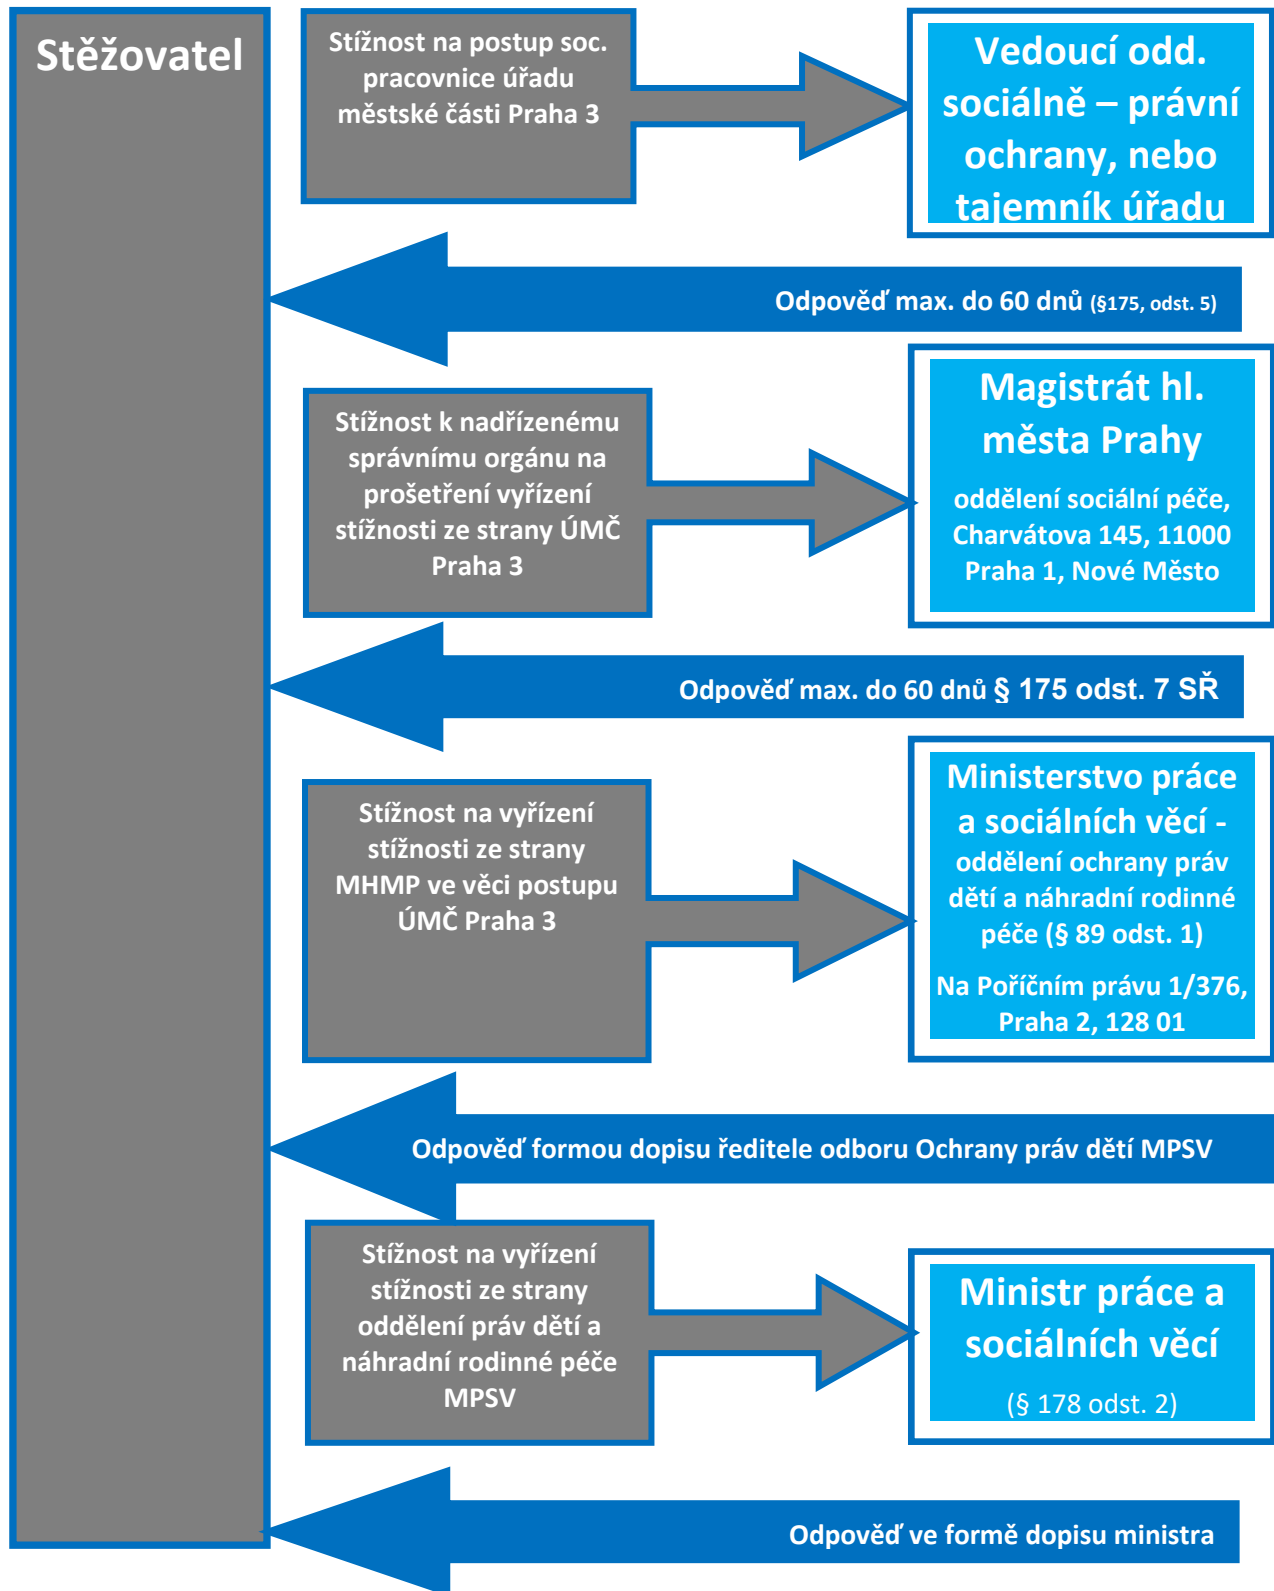 Stěžovatel
Stížnost na postup soc.
pracovnice úřadu
městské části Praha 3
Vedoucí odd.
sociálně – právní
ochrany, nebo
tajemník úřadu
Odpověď max. do 60 dnů (§175, odst. 5)
Stížnost k nadřízenému
správnímu orgánu na
prošetření vyřízení
stížnosti ze strany ÚMČ
Praha 3
Magistrát hl.
města Prahy
oddělení sociální péče,
Charvátova 145, 11000
Praha 1, Nové Město
Odpověď max. do 60 dnů § 175 odst. 7 SŘ
Stížnost na vyřízení
stížnosti ze strany
MHMP ve věci postupu
ÚMČ Praha 3
Ministerstvo práce
a sociálních věcí -
oddělení ochrany práv
dětí a náhradní rodinné
péče (§ 89 odst. 1)
Na Poříčním právu 1/376,
Praha 2, 128 01
Odpověď formou dopisu ředitele odboru Ochrany práv dětí MPSV
Stížnost na vyřízení
stížnosti ze strany
oddělení práv dětí a
náhradní rodinné péče
MPSV
Ministr práce a
sociálních věcí
(§ 178 odst. 2)
Odpověď ve formě dopisu ministra